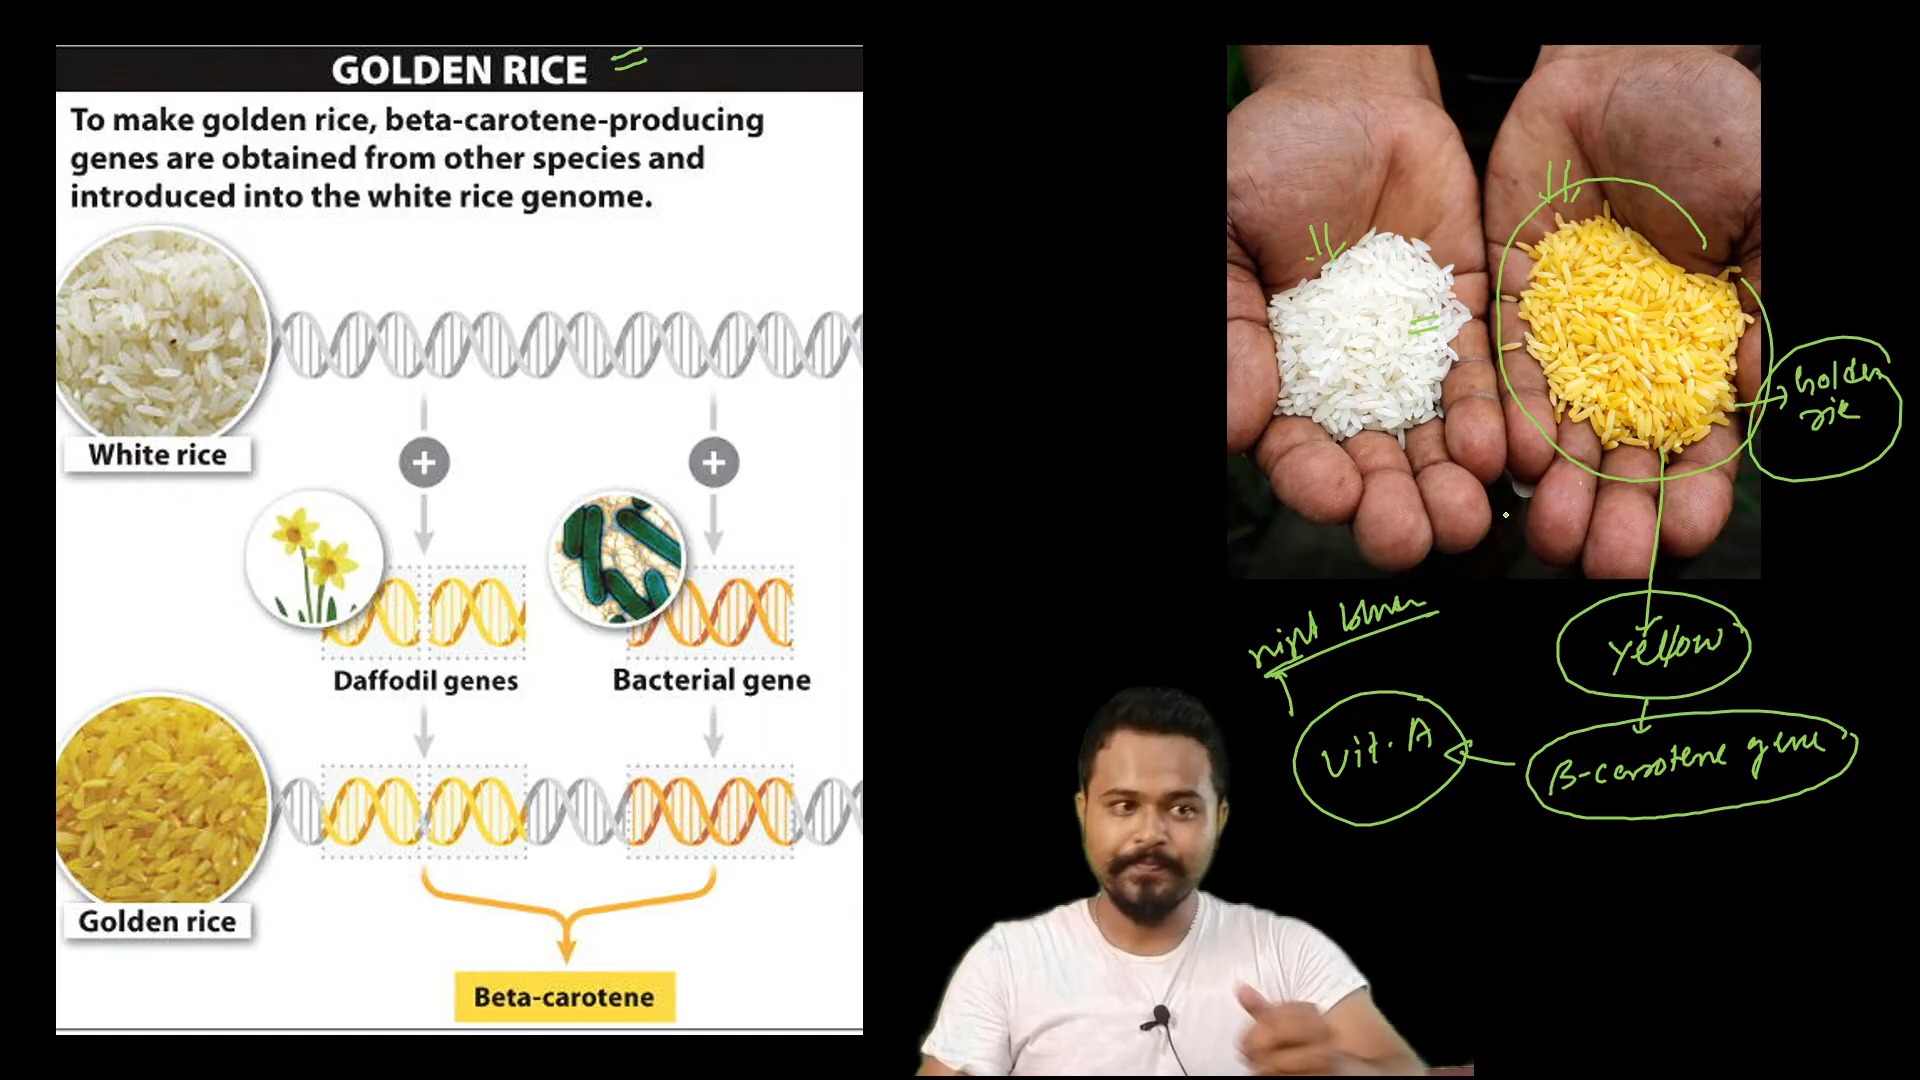 GOLDEN RICE
To make golden rice, beta-carotene-producing
genes are obtained from other species and
introduced into the white rice genome.
White rice
+
+
Daffodil genes
Bacterial gene
Golden rice
Beta-carotene
Golden
Yellow
β-carotene gene
Vit. A
night